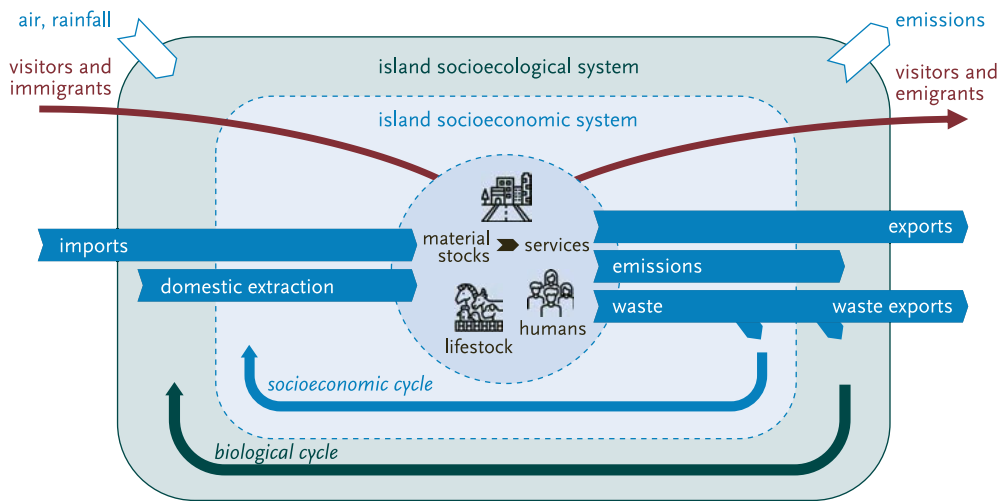 air, rainfall
emissions
visitors and
immigrants
island socioecological system
visitors and
emigrants
island socioeconomic system
material
stocks
services
imports
exports
domestic extraction
emissions
waste
waste exports
lifestock
humans
socioeconomic cycle
biological cycle